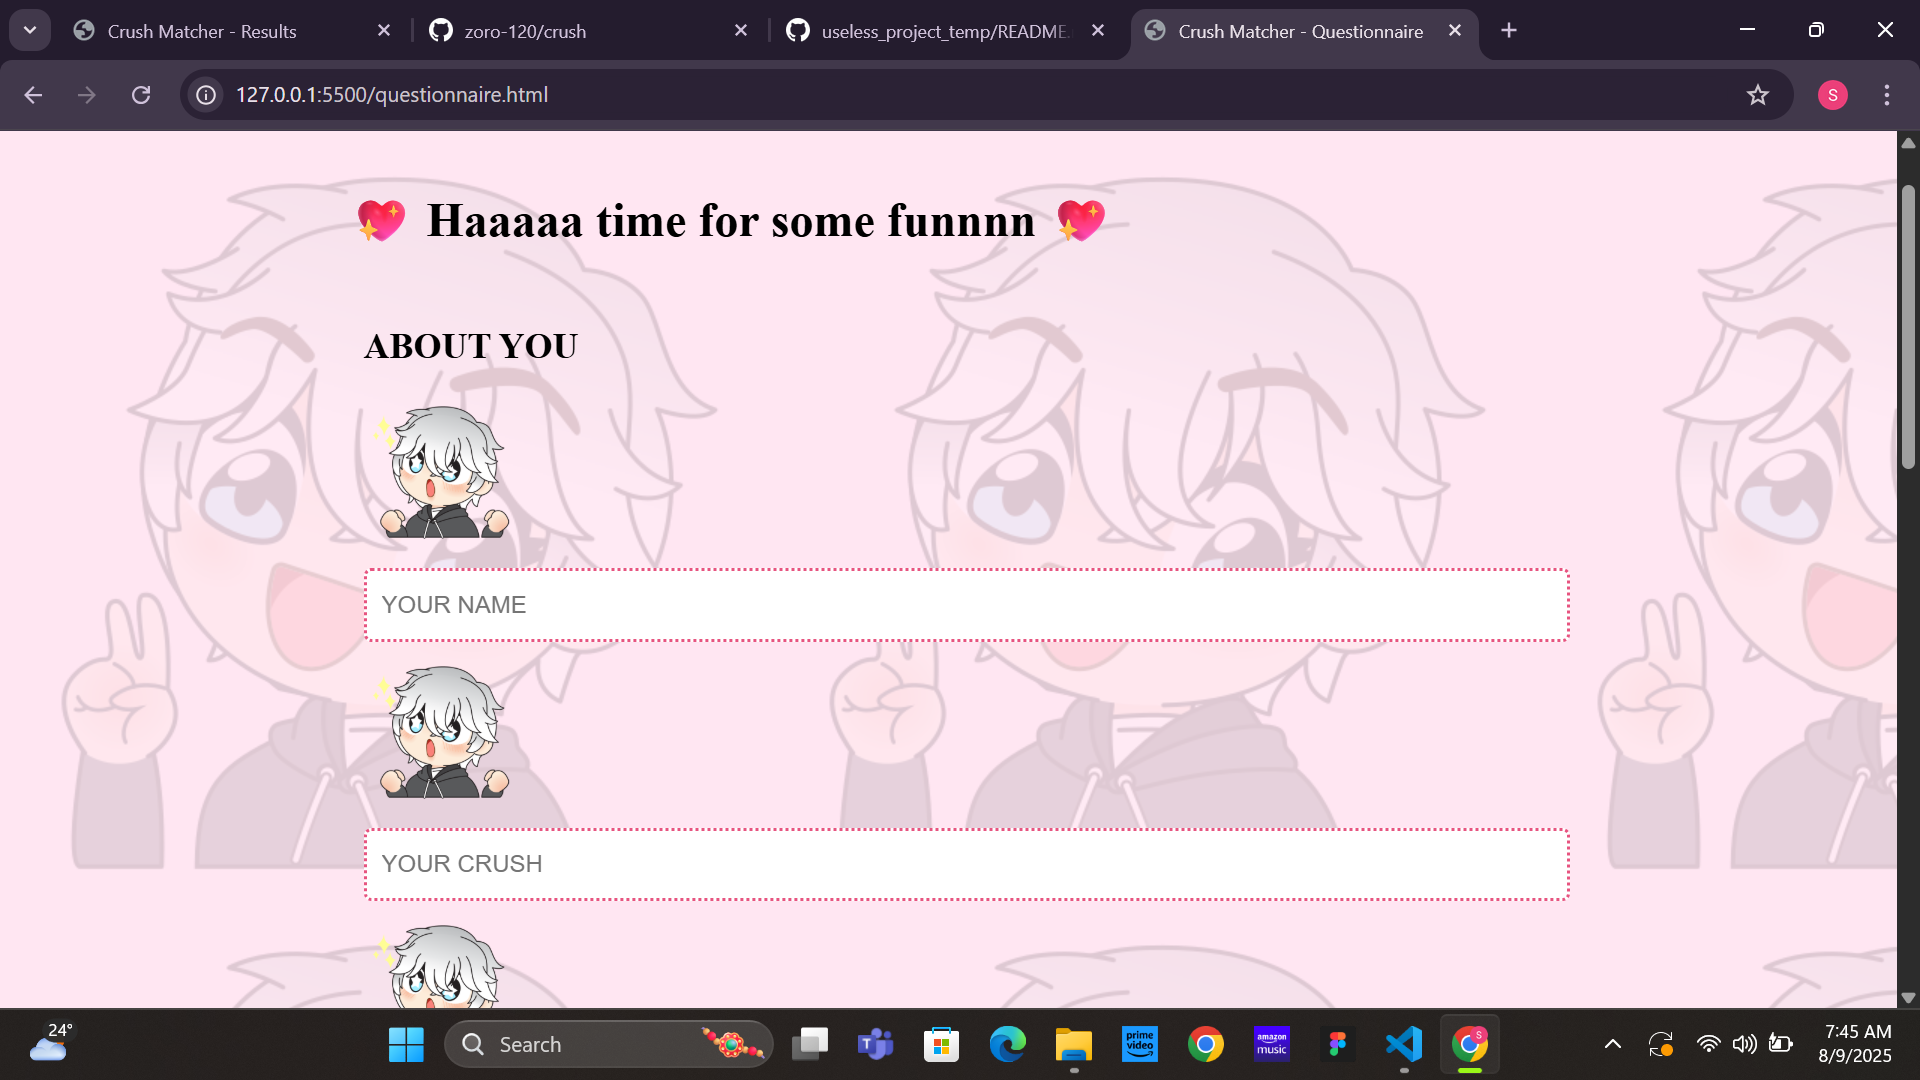 Crush Matcher - Results
zoro-120/crush
useless_project_temp/README.
Crush Matcher - Questionnaire
127.0.0.1:5500/questionnaire.html
S
💖 Haaaaa time for some funnnn 💖
ABOUT YOU
YOUR NAME
YOUR CRUSH
24°
Search
T
prime video
amazon music
S
7:45 AM
8/9/2025